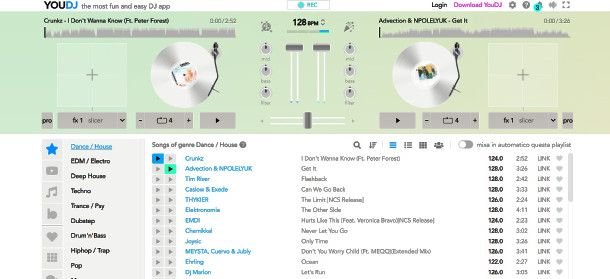 YOUDJ the most fun and easy DJ app
REC
Login Download YouDJ
Crunkz - I Don't Wanna Know (Ft. Peter Forest) 0:00/2:52
128 BPM
Advection & NPOLELYUK - Get It 0:00/3:26
mid
bass
filter
mid
bass
filter
pro fx 1 slicer - 4 +
- 4 + fx 1 slicer pro
Dance / House
EDM / Electro
Deep House
Techno
Trance / Psy
Dubstep
Drum'n'Bass
Hiphop / Trap
Pop
Songs of genre Dance / House mixa in automatico questa playlist
Crunkz I Don't Wanna Know (Ft. Peter Forest) 124.0 2:52 LINK
Advection & NPOLELYUK Get It 128.0 3:26 LINK
Tim River Flashback 128.0 2:42 LINK
Caslow & Exede Can We Go Back 128.0 3:33 LINK
THYKIER The Limit [NCS Release] 126.0 2:24 LINK
Elektronomia The Other Side 128.0 4:11 LINK
EMDI Hurts Like This (Feat. Veronica Bravo)[NCS Release] 124.0 2:23 LINK
Chemikkal Never Let You Go 128.0 3:02 LINK
Joysic Only Time 128.0 3:26 LINK
MEYSTA, Cuervo & Jubly Don't You Worry Child (Ft. MEQQ)(Extended Mix) 126.0 3:41 LINK
Ehrling Ocean 122.0 2:27 LINK
DJ Marlon Let's Run 126.0 3:05 LINK